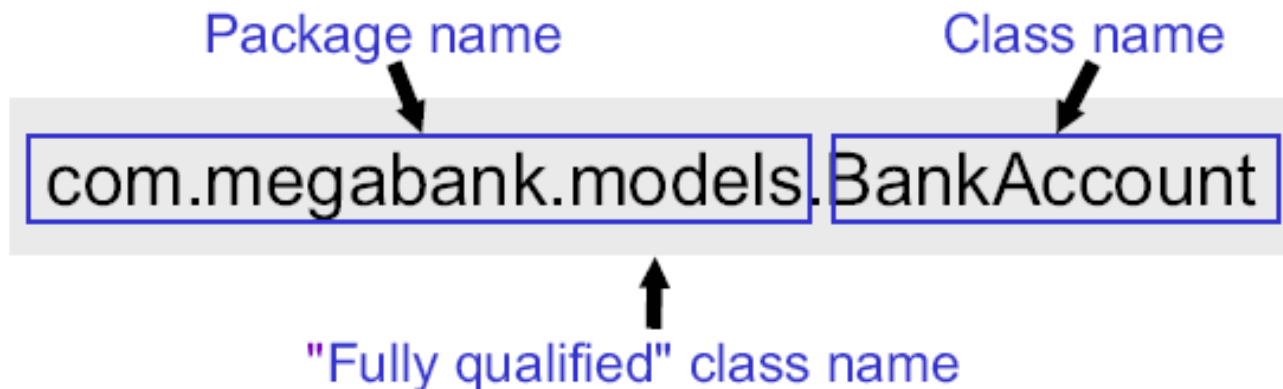 Package name
Class name
com.megabank.models.BankAccount
"Fully qualified" class name